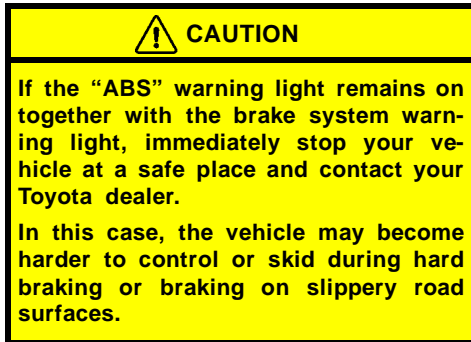 CAUTION
If the “ABS” warning light remains on
together with the brake system warn-
ing light, immediately stop your ve-
hicle at a safe place and contact your
Toyota dealer.
In this case, the vehicle may become
harder to control or skid during hard
braking or braking on slippery road
surfaces.